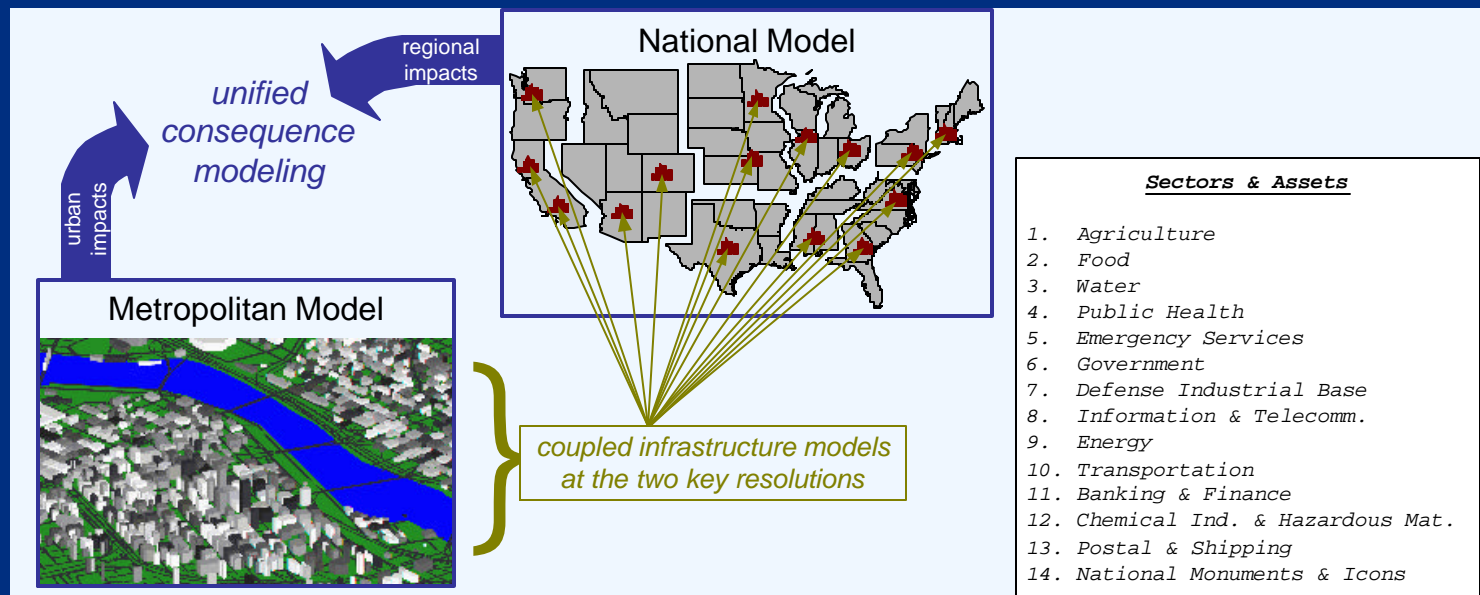 regional
impacts
National Model
unified
consequence
modeling
urban
impacts
Metropolitan Model
coupled infrastructure models
at the two key resolutions
Sectors & Assets
1. Agriculture
2. Food
3. Water
4. Public Health
5. Emergency Services
6. Government
7. Defense Industrial Base
8. Information & Telecomm.
9. Energy
10. Transportation
11. Banking & Finance
12. Chemical Ind. & Hazardous Mat.
13. Postal & Shipping
14. National Monuments & Icons